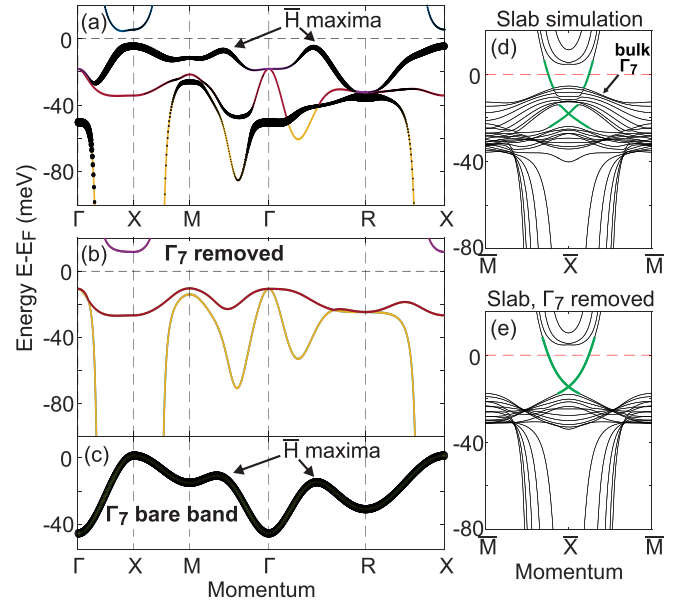 (a)
H̅ maxima
0
-40
-80
Γ X M Γ R X
(b)
Γ7 removed
0
-40
-80
(c)
H̅ maxima
0
-40
Γ7 bare band
Γ X M Γ R X
Momentum
Energy E-EF (meV)
Slab simulation
(d)
bulk
Γ7
0
-40
-80
M̅ X̅ M̅
Slab, Γ7 removed
(e)
0
-40
-80
M̅ X̅ M̅
Momentum